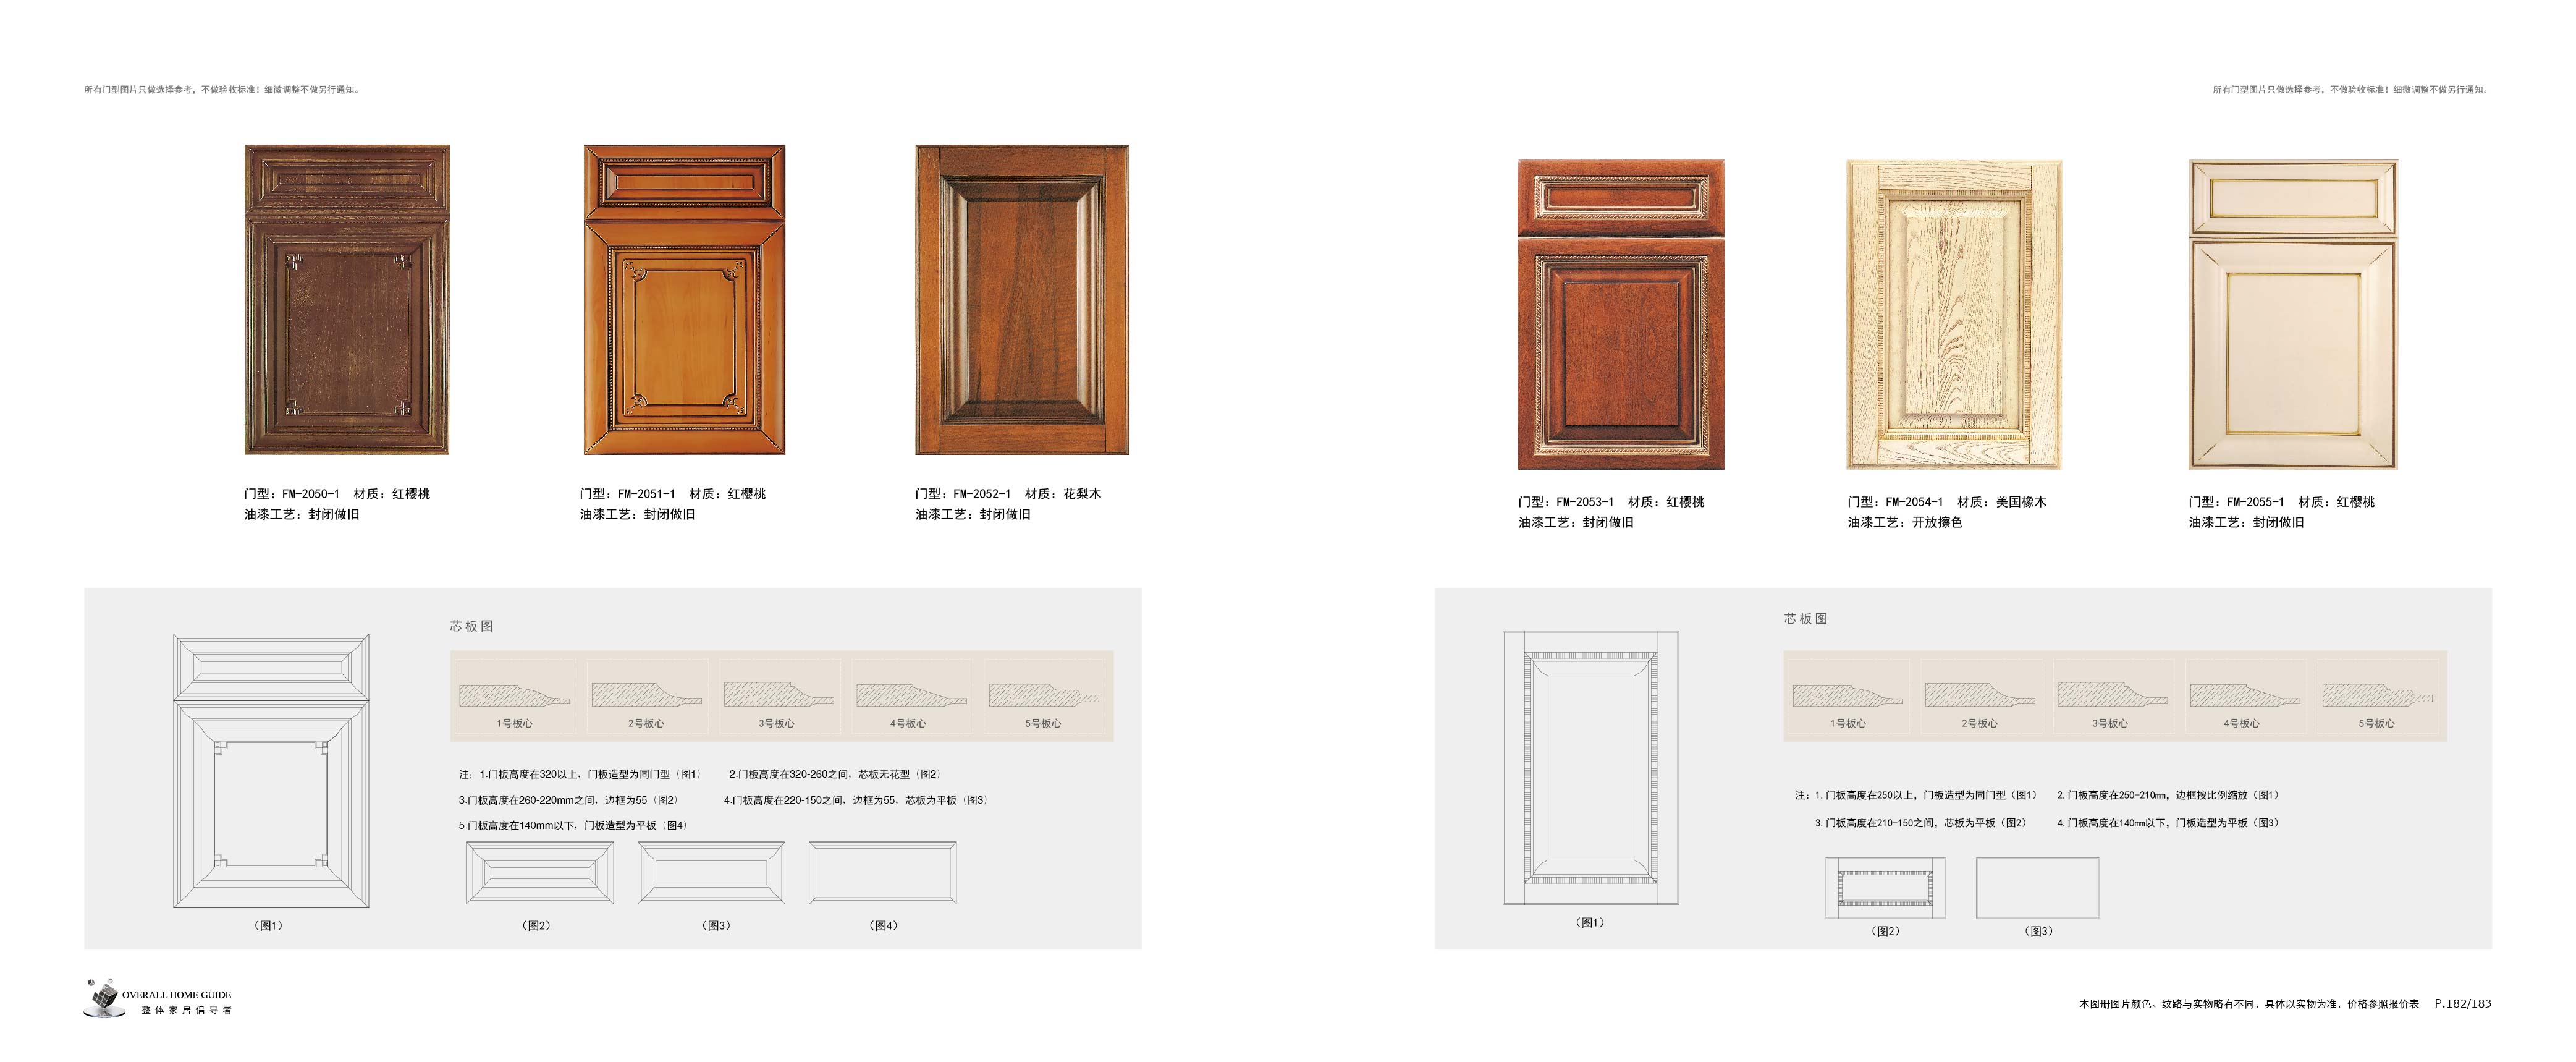 所有门型图片只做选择参考，不做验收标准！细微调整不做另行通知。
所有门型图片只做选择参考，不做验收标准！细微调整不做另行通知。
门型：FM-2050-1 材质：红樱桃
油漆工艺：封闭做旧
门型：FM-2051-1 材质：红樱桃
油漆工艺：封闭做旧
门型：FM-2052-1 材质：花梨木
油漆工艺：封闭做旧
门型：FM-2053-1 材质：红樱桃
油漆工艺：封闭做旧
门型：FM-2054-1 材质：美国橡木
油漆工艺：开放擦色
门型：FM-2055-1 材质：红樱桃
油漆工艺：封闭做旧
芯板图
1号板心 2号板心 3号板心 4号板心 5号板心
注：1.门板高度在320以上，门板造型为同门型（图1） 2.门板高度在320-260之间，芯板无花型（图2）
3.门板高度在260-220mm之间，边框为55（图2） 4.门板高度在220-150之间，边框为55，芯板为平板（图3）
5.门板高度在140mm以下，门板造型为平板（图4）
（图1） （图2） （图3） （图4）
芯板图
1号板心 2号板心 3号板心 4号板心 5号板心
注：1.门板高度在250以上，门板造型为同门型（图1） 2.门板高度在250-210mm，边框按比例缩放（图1）
3.门板高度在210-150之间，芯板为平板（图2） 4.门板高度在140mm以下，门板造型为平板（图3）
（图1） （图2） （图3）
OVERALL HOME GUIDE
整体家居倡导者
本图册图片颜色、纹路与实物略有不同，具体以实物为准，价格参照报价表 P.182/183